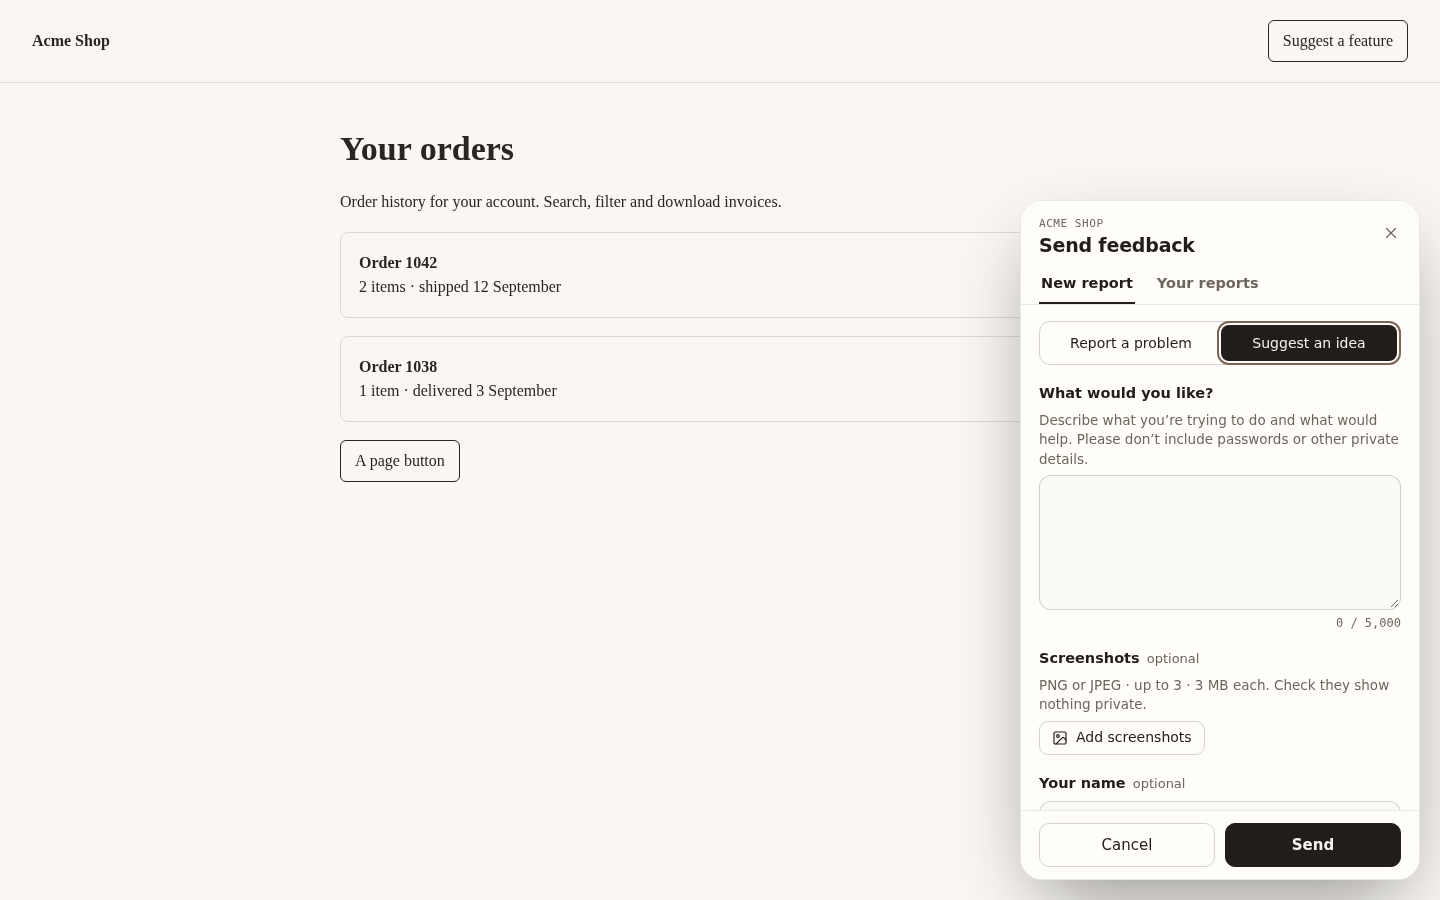 Acme Shop
Suggest a feature
Your orders
Order history for your account. Search, filter and download invoices.
Order 1042
2 items · shipped 12 September
Order 1038
1 item · delivered 3 September
A page button
ACME SHOP
Send feedback
New report
Your reports
Report a problem
Suggest an idea
What would you like?
Describe what you’re trying to do and what would
help. Please don’t include passwords or other private
details.
0 / 5,000
Screenshots optional
PNG or JPEG · up to 3 · 3 MB each. Check they show
nothing private.
Add screenshots
Your name optional
Cancel
Send